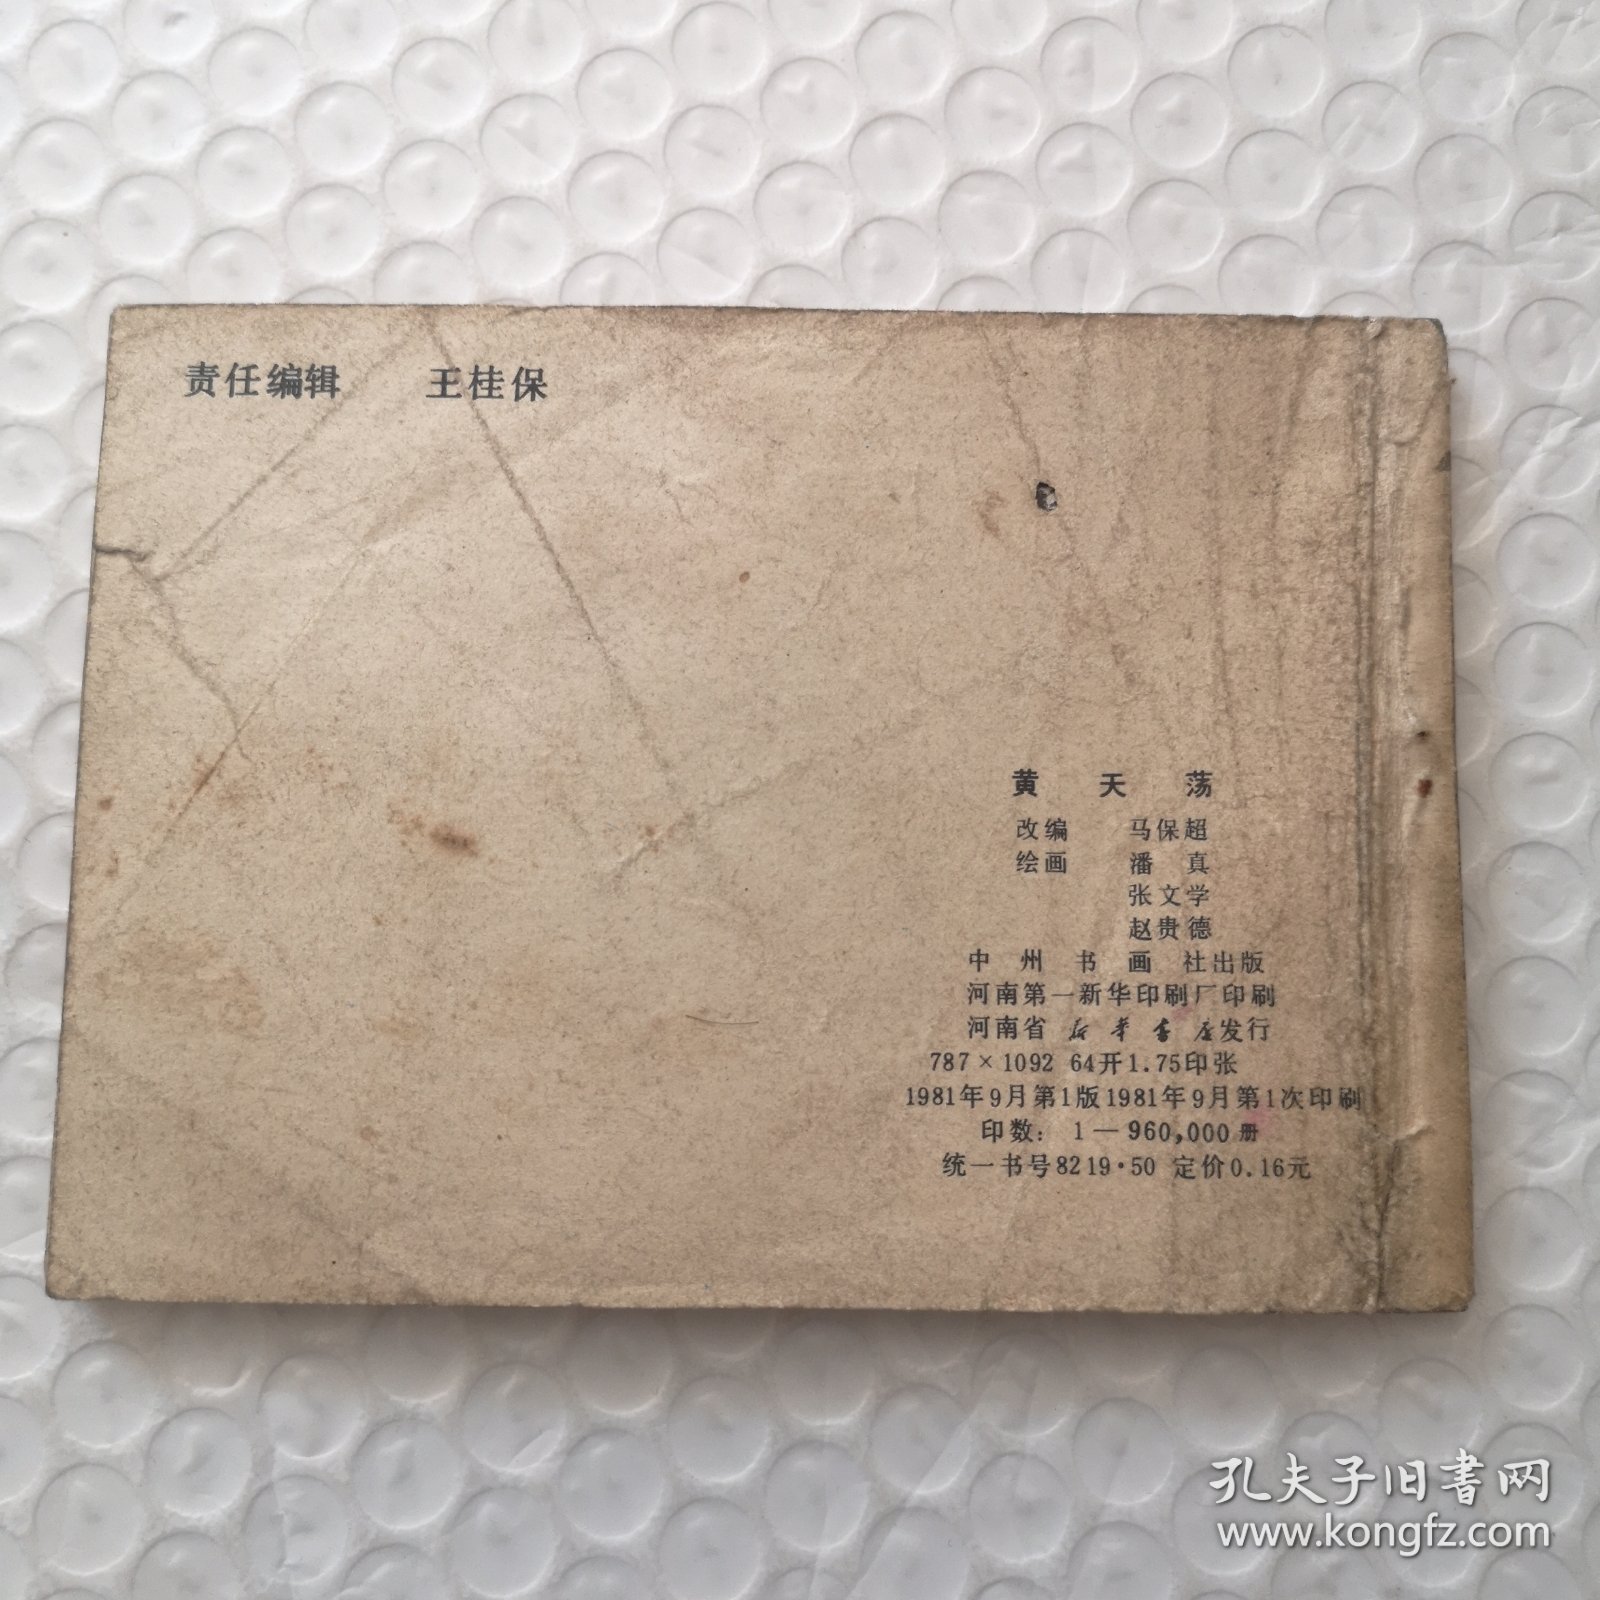 责任编辑 王桂保
黄天荡
改编 马保超
绘画 潘真
张文学
赵贵德
中州书画社出版
河南第一新华印刷厂印刷
河南省新华书店发行
787×1092 64开1.75印张
1981年9月第1版1981年9月第1次印刷
印数：1—960,000册
统一书号8219·50 定价0.16元
孔夫子旧书网
www.kongfz.com